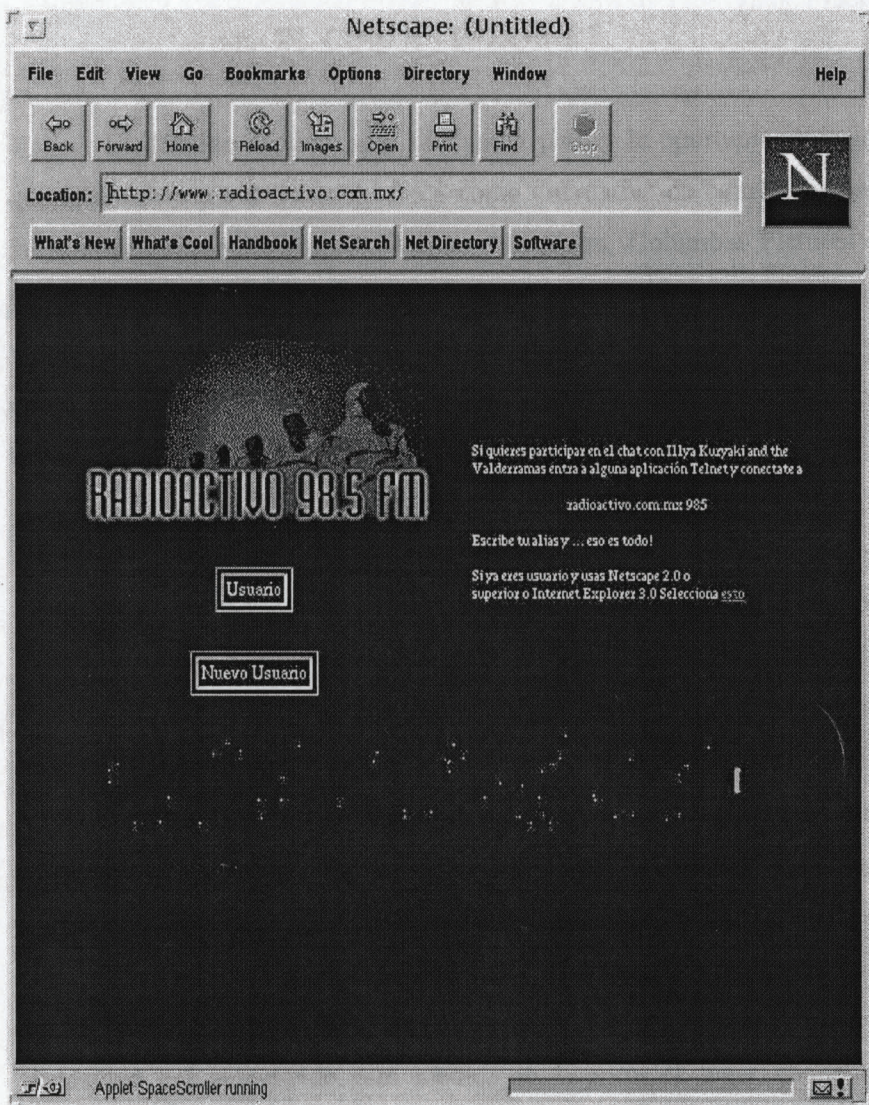 Netscape: (Untitled)
File Edit View Go Bookmarks Options Directory Window Help
Back Forward Home Reload Images Open Print Find Stop
Location: http://www.radioactivo.com.mx/
N
What's New What's Cool Handbook Net Search Net Directory Software
RADIOACTIVO 98.5 FM
Si quieres participar en el chat con Illya Kuryaki and the
Valderramas entra a alguna aplicación Telnet y conectate a
radioactivo.com.mx 985
Escribe tu alias y ... eso es todo!
Si ya eres usuario y usas Netscape 2.0 o
superior o Internet Explorer 3.0 Selecciona esto
Usuario
Nuevo Usuario
Applet SpaceScroller running